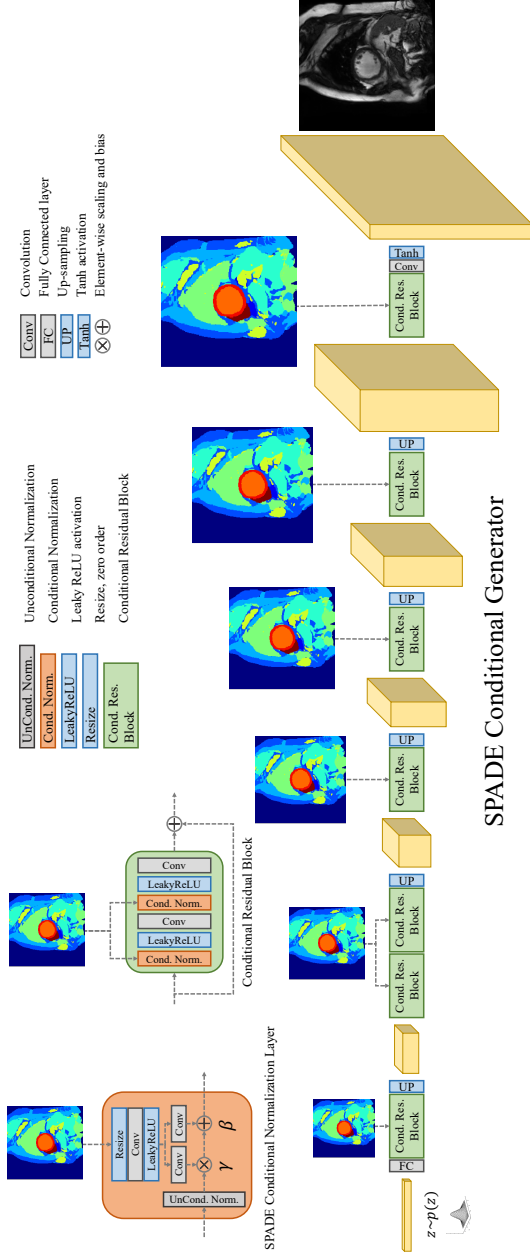 Resize
Conv
LeakyReLU
Conv
Conv
UnCond. Norm.
γ
β
SPADE Conditional Normalization Layer
Cond. Norm.
LeakyReLU
Conv
Cond. Norm.
LeakyReLU
Conv
Conditional Residual Block
UnCond. Norm.
Unconditional Normalization
Cond. Norm.
Conditional Normalization
LeakyReLU
Leaky ReLU activation
Resize
Resize, zero order
Cond. Res.
Block
Conditional Residual Block
Conv
Convolution
FC
Fully Connected layer
UP
Up-sampling
Tanh
Tanh activation
Element-wise scaling and bias
z~p(z)
FC
Cond. Res.
Block
UP
Cond. Res.
Block
Cond. Res.
Block
UP
Cond. Res.
Block
UP
Cond. Res.
Block
UP
Cond. Res.
Block
UP
Cond. Res.
Block
Conv
Tanh
SPADE Conditional Generator